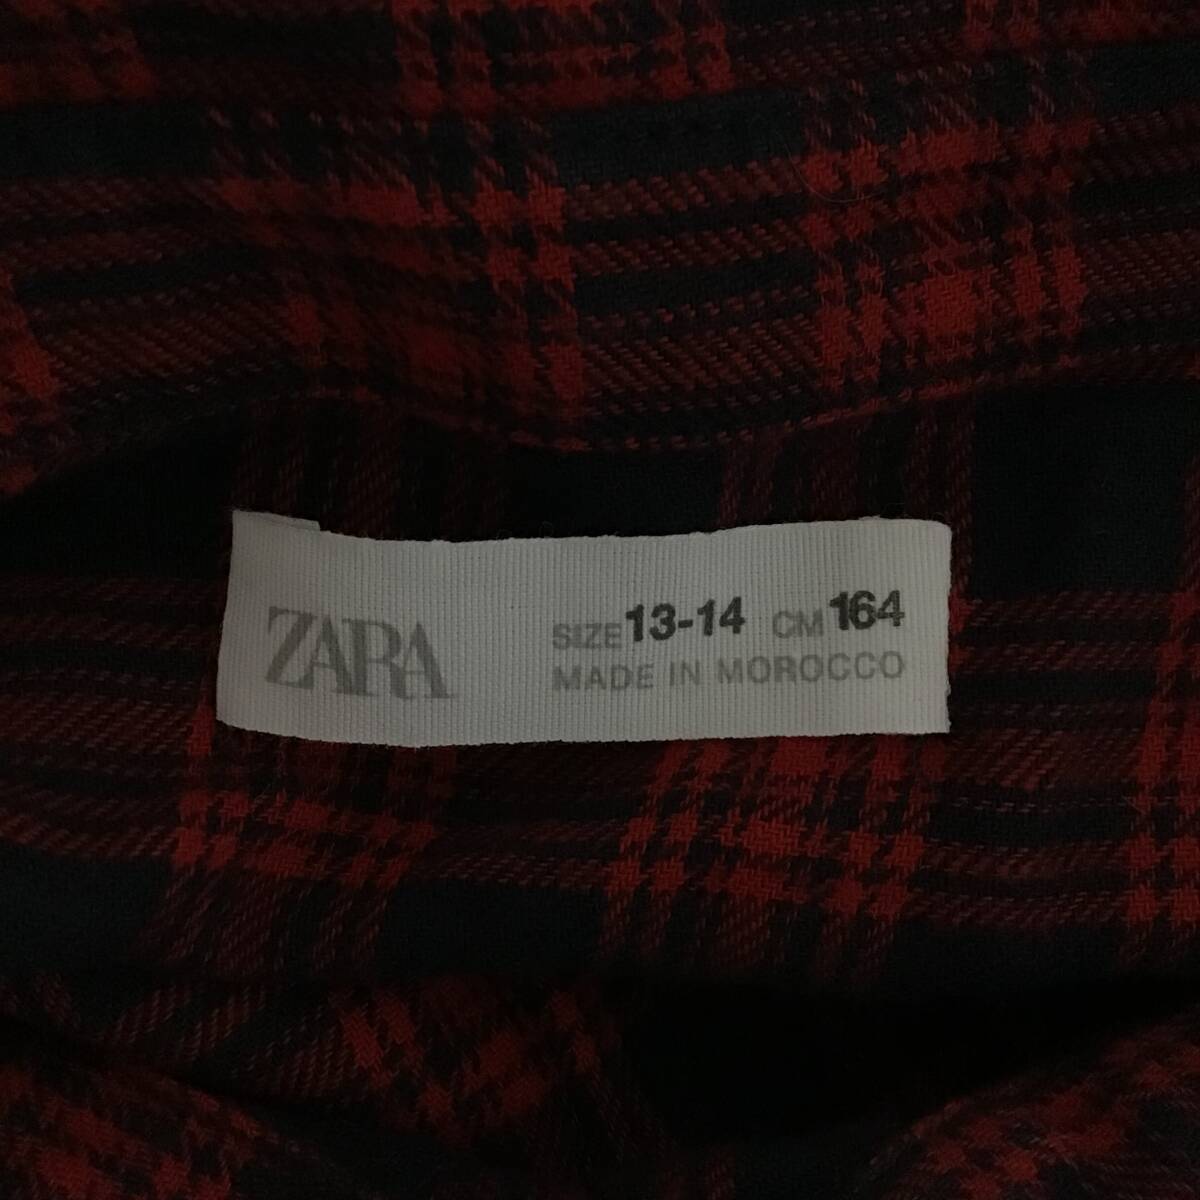 ZARA
SIZE 13-14 CM 164
MADE IN MOROCCO